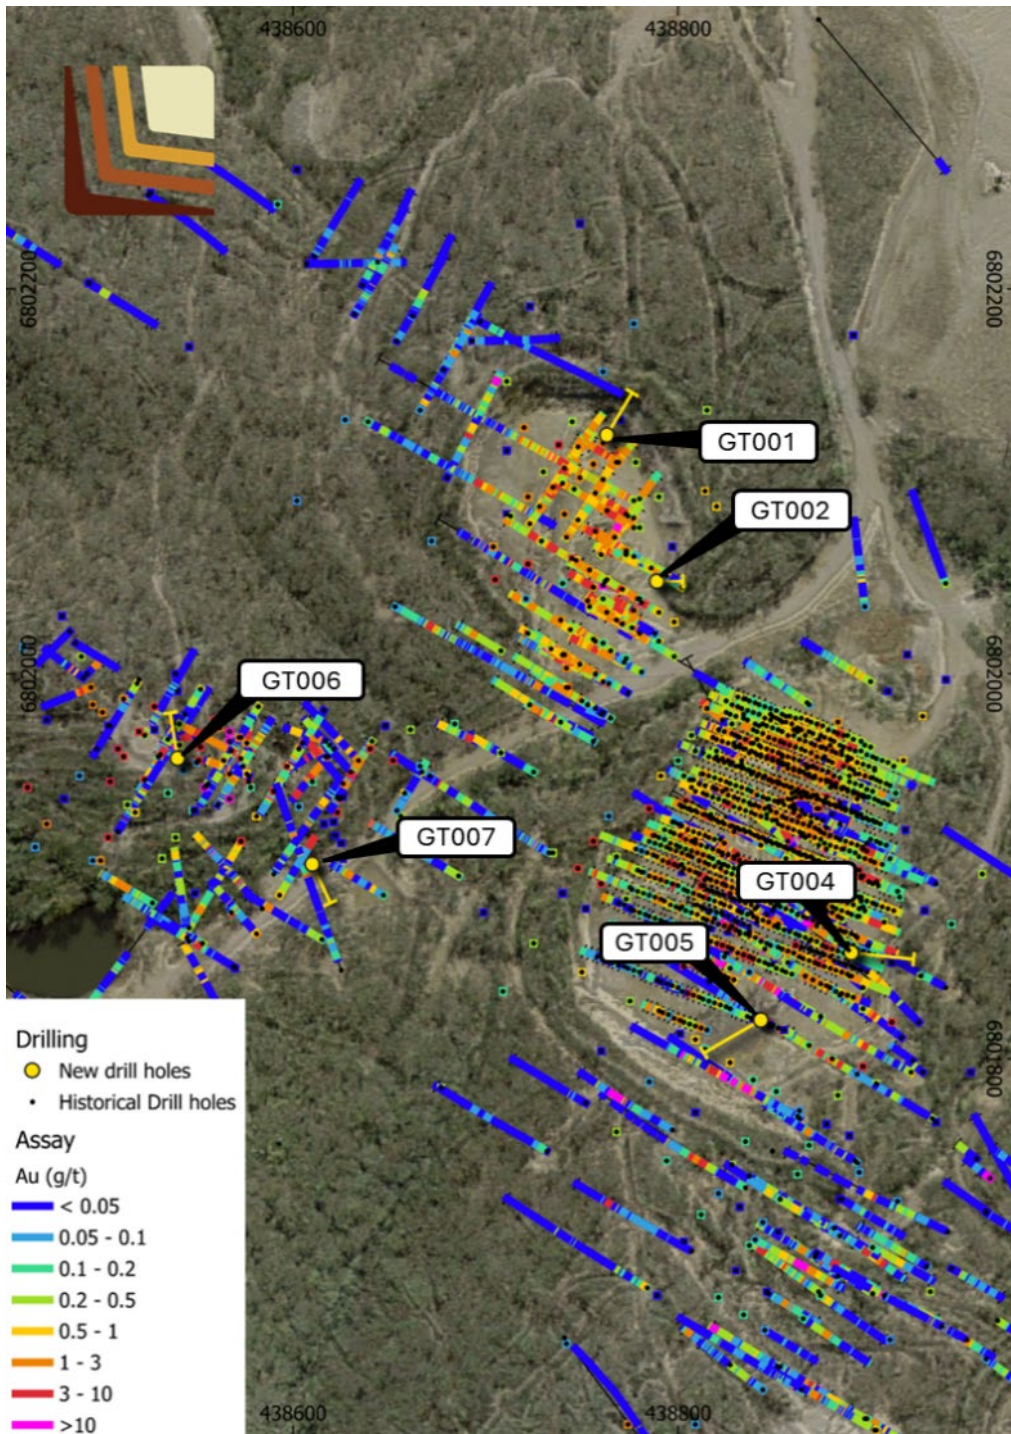 438600
438800
6802200
6802200
GT001
GT002
6802000
6802000
GT006
GT007
GT004
GT005
6801800
Drilling
New drill holes
Historical Drill holes
Assay
Au (g/t)
< 0.05
0.05 - 0.1
0.1 - 0.2
0.2 - 0.5
0.5 - 1
1 - 3
3 - 10
>10
438600
438800